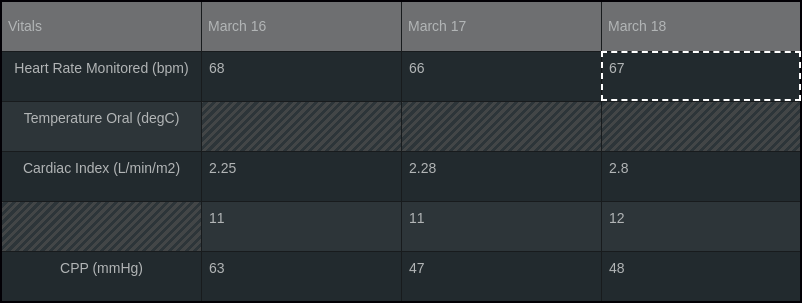 Vitals March 16 March 17 March 18
Heart Rate Monitored (bpm) 68 66 67
Temperature Oral (degC)
Cardiac Index (L/min/m2) 2.25 2.28 2.8
11 11 12
CPP (mmHg) 63 47 48